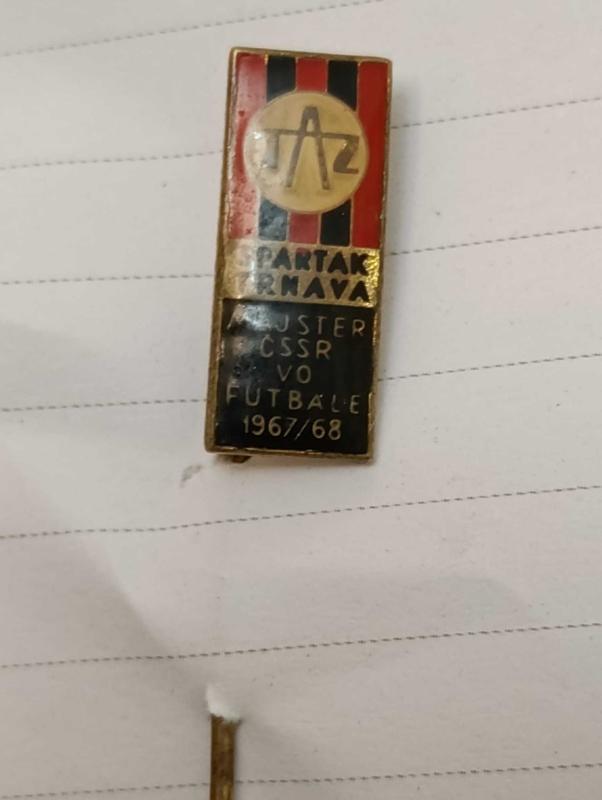 TAZ
SPARTAK
TRNAVA
MAJSTER
ČSSR
VO
FUTBALE
1967/68